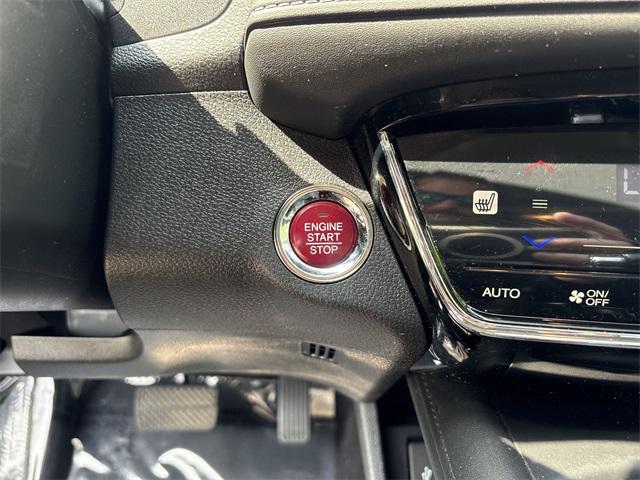 ENGINE
START
STOP
AUTO
ON/
OFF